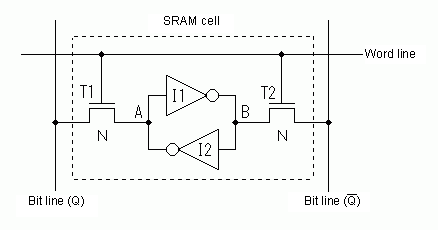 SRAM cell
Word line
T1
I1
T2
A
B
N
I2
N
Bit line (Q)
Bit line (Q̅)